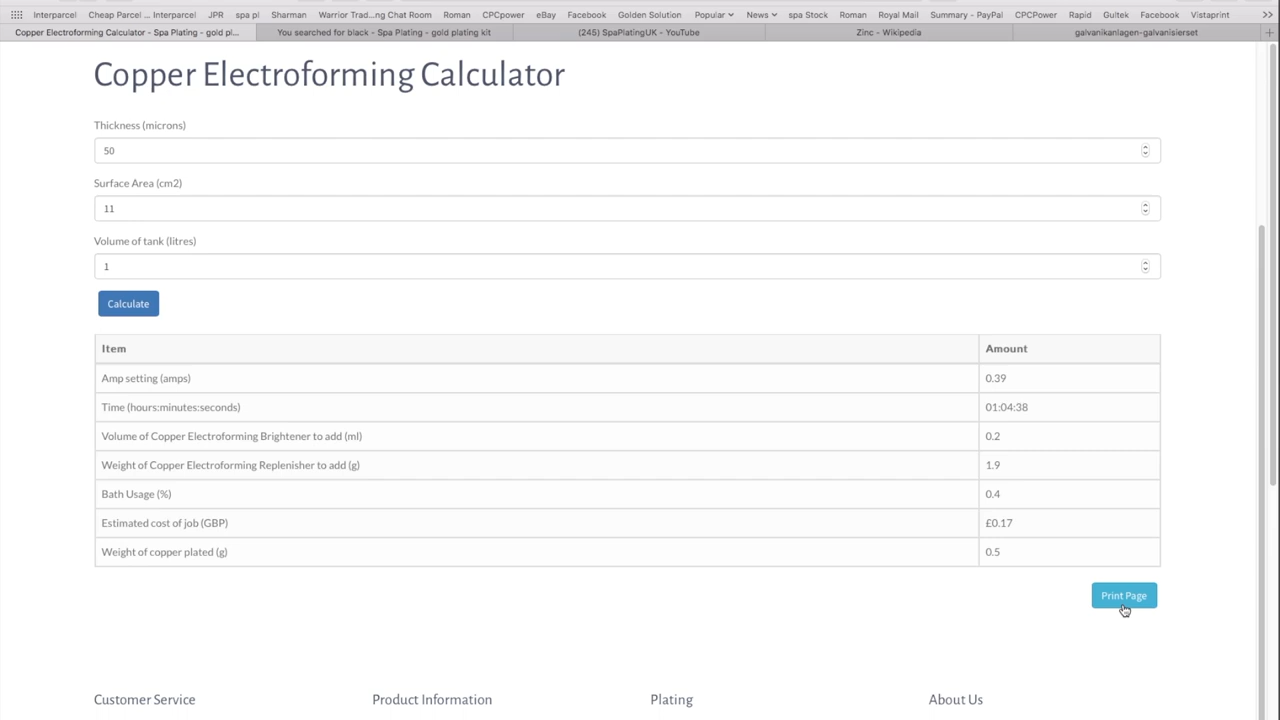 Interparcel Cheap Parcel ... Interparcel JPR spa pl Sharman Warrior Trad...ng Chat Room Roman CPCpower eBay Facebook Golden Solution Popular News spa Stock Roman Royal Mail Summary - PayPal CPCPower Rapid Gultek Facebook Vistaprint
Copper Electroforming Calculator - Spa Plating - gold pl... You searched for black - Spa Plating - gold plating kit (245) SpaPlatingUK - YouTube Zinc - Wikipedia galvanikanlagen-galvanisierset
Copper Electroforming Calculator
Thickness (microns)
50
Surface Area (cm2)
11
Volume of tank (litres)
1
Calculate
Item Amount
Amp setting (amps) 0.39
Time (hours:minutes:seconds) 01:04:38
Volume of Copper Electroforming Brightener to add (ml) 0.2
Weight of Copper Electroforming Replenisher to add (g) 1.9
Bath Usage (%) 0.4
Estimated cost of job (GBP) £0.17
Weight of copper plated (g) 0.5
Print Page
Customer Service Product Information Plating About Us